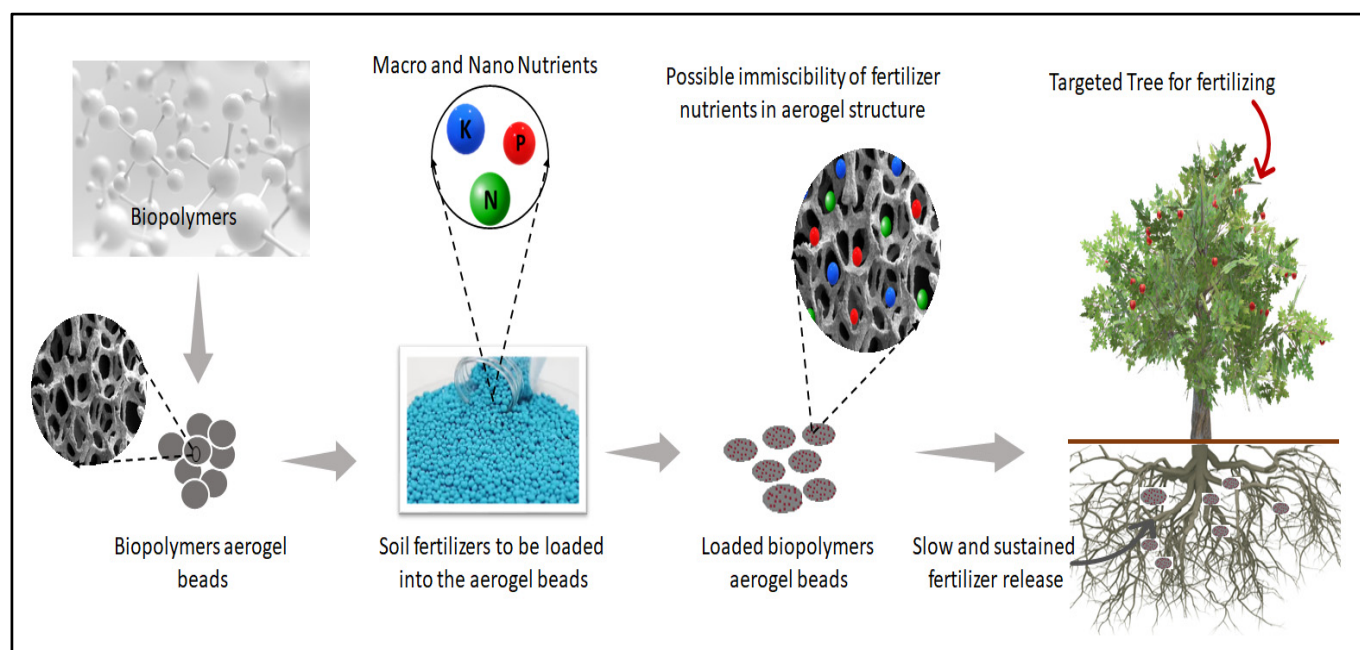 Biopolymers
Biopolymers aerogel
beads
Macro and Nano Nutrients
K
P
N
Soil fertilizers to be loaded
into the aerogel beads
Possible immiscibility of fertilizer
nutrients in aerogel structure
Loaded biopolymers
aerogel beads
Slow and sustained
fertilizer release
Targeted Tree for fertilizing